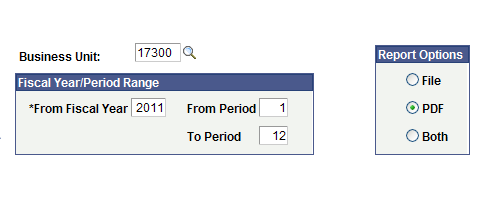 Business Unit: 17300
Fiscal Year/Period Range
*From Fiscal Year 2011 From Period 1
To Period 12
Report Options
File
PDF
Both